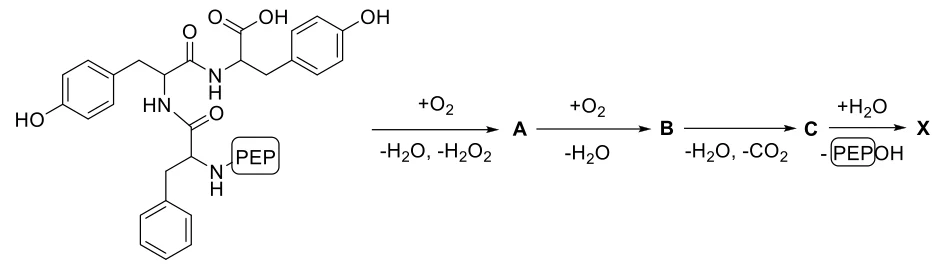 O OH OH
O
N
H
HO
HN
O
N
H
PEP
+O2
-H2O, -H2O2
A
+O2
-H2O
B
-H2O, -CO2
C
+H2O
- PEPOH
X